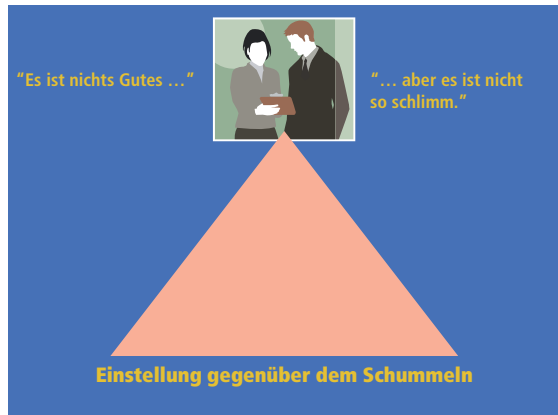 “Es ist nichts Gutes …”
“… aber es ist nicht
so schlimm.”
Einstellung gegenüber dem Schummeln